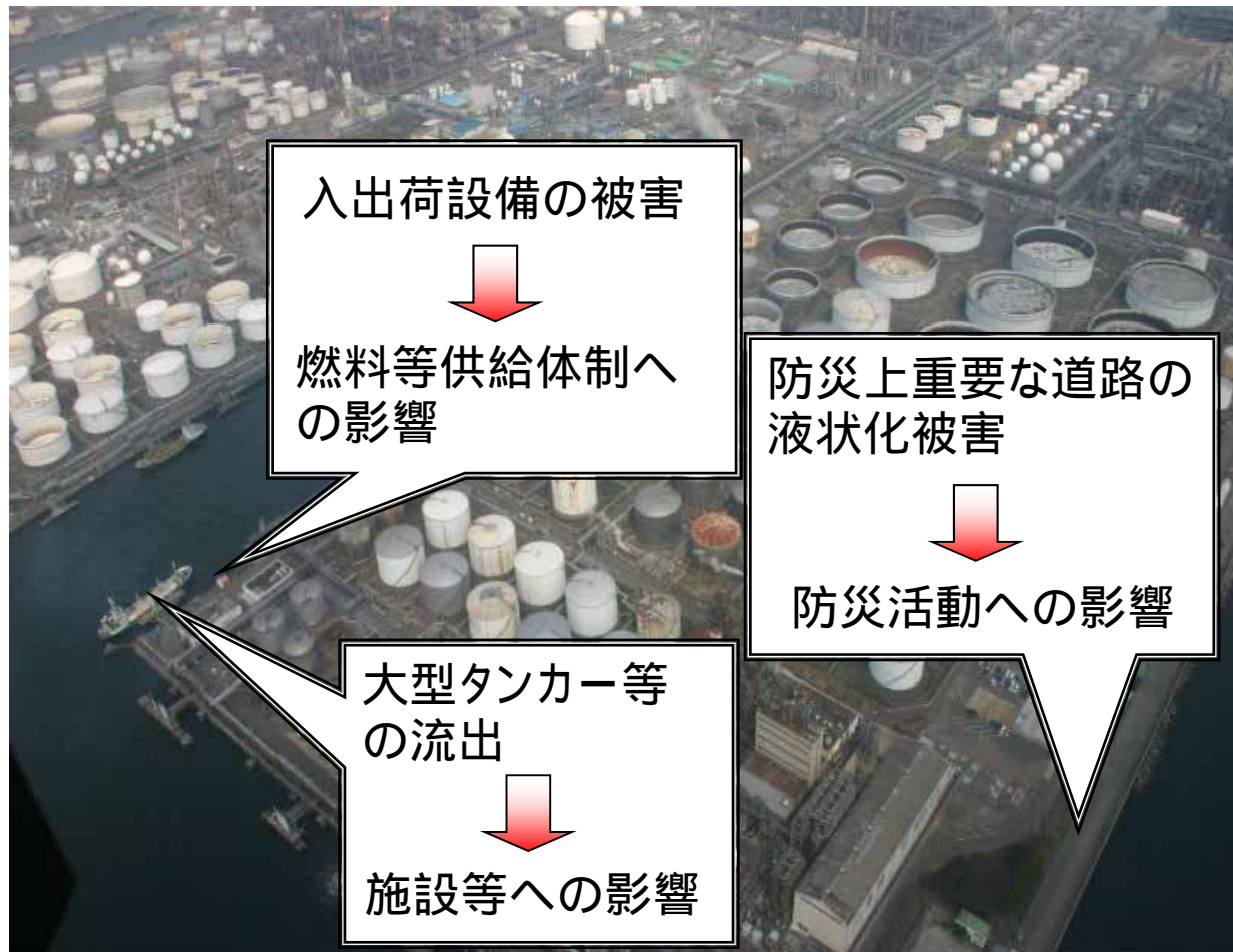 入出荷設備の被害
燃料等供給体制へ
の影響
防災上重要な道路の
液状化被害
防災活動への影響
大型タンカー等
の流出
施設等への影響